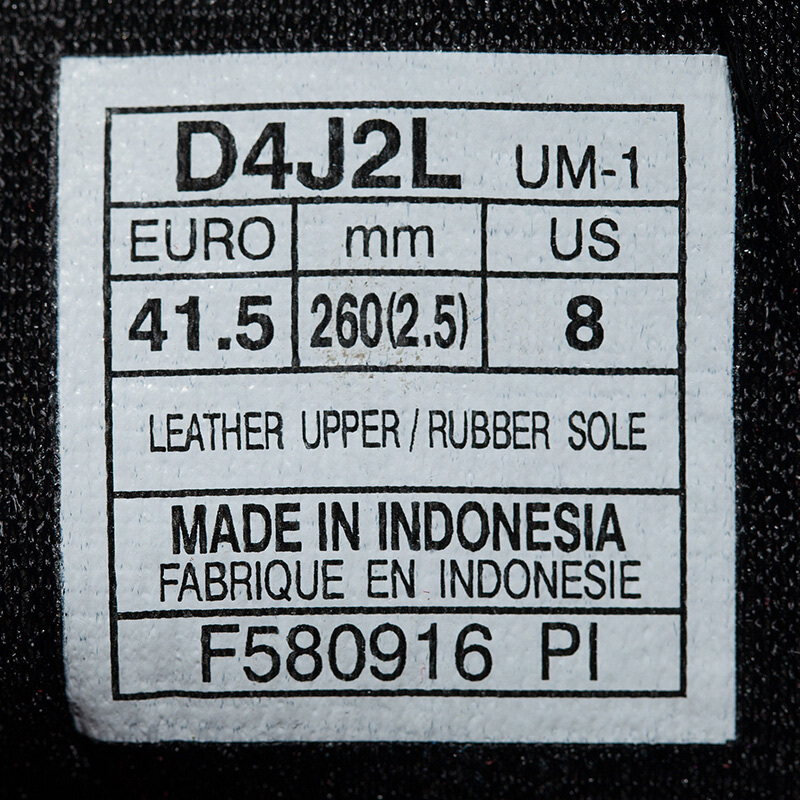 D4J2L UM-1
EURO mm US
41.5 260(2.5) 8
LEATHER UPPER / RUBBER SOLE
MADE IN INDONESIA
FABRIQUE EN INDONESIE
F580916 PI